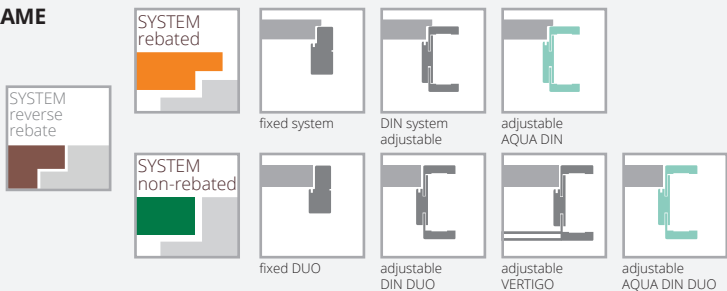 AME
SYSTEM
rebated
fixed system
DIN system
adjustable
adjustable
AQUA DIN
SYSTEM
reverse
rebate
SYSTEM
non-rebated
fixed DUO
adjustable
DIN DUO
adjustable
VERTIGO
adjustable
AQUA DIN DUO